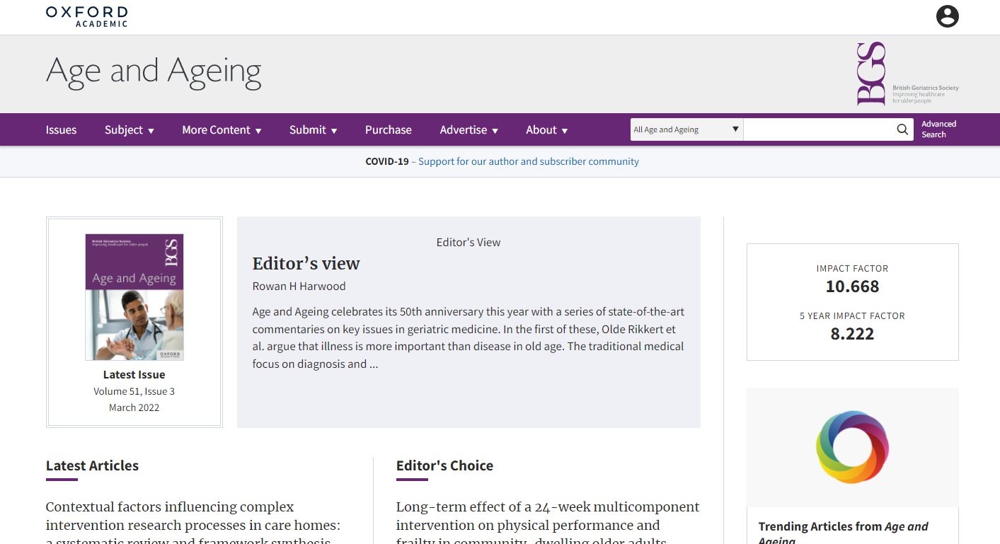 OXFORD
ACADEMIC
Age and Ageing
BGS
British Geriatrics Society
Improving healthcare
for older people
Issues
Subject ▼
More Content ▼
Submit ▼
Purchase
Advertise ▼
About ▼
All Age and Ageing ▼
Advanced
Search
COVID-19 – Support for our author and subscriber community
British Geriatrics Society
Improving healthcare for older people
BGS
Age and Ageing
OXFORD
Latest Issue
Volume 51, Issue 3
March 2022
Editor's View
Editor’s view
Rowan H Harwood
Age and Ageing celebrates its 50th anniversary this year with a series of state-of-the-art
commentaries on key issues in geriatric medicine. In the first of these, Olde Rikkert et
al. argue that illness is more important than disease in old age. The traditional medical
focus on diagnosis and ...
IMPACT FACTOR
10.668
5 YEAR IMPACT FACTOR
8.222
Latest Articles
Contextual factors influencing complex
intervention research processes in care homes:
a systematic review and framework synthesis
Editor's Choice
Long-term effect of a 24-week multicomponent
intervention on physical performance and
frailty in community-dwelling older adults
Trending Articles from Age and
Ageing